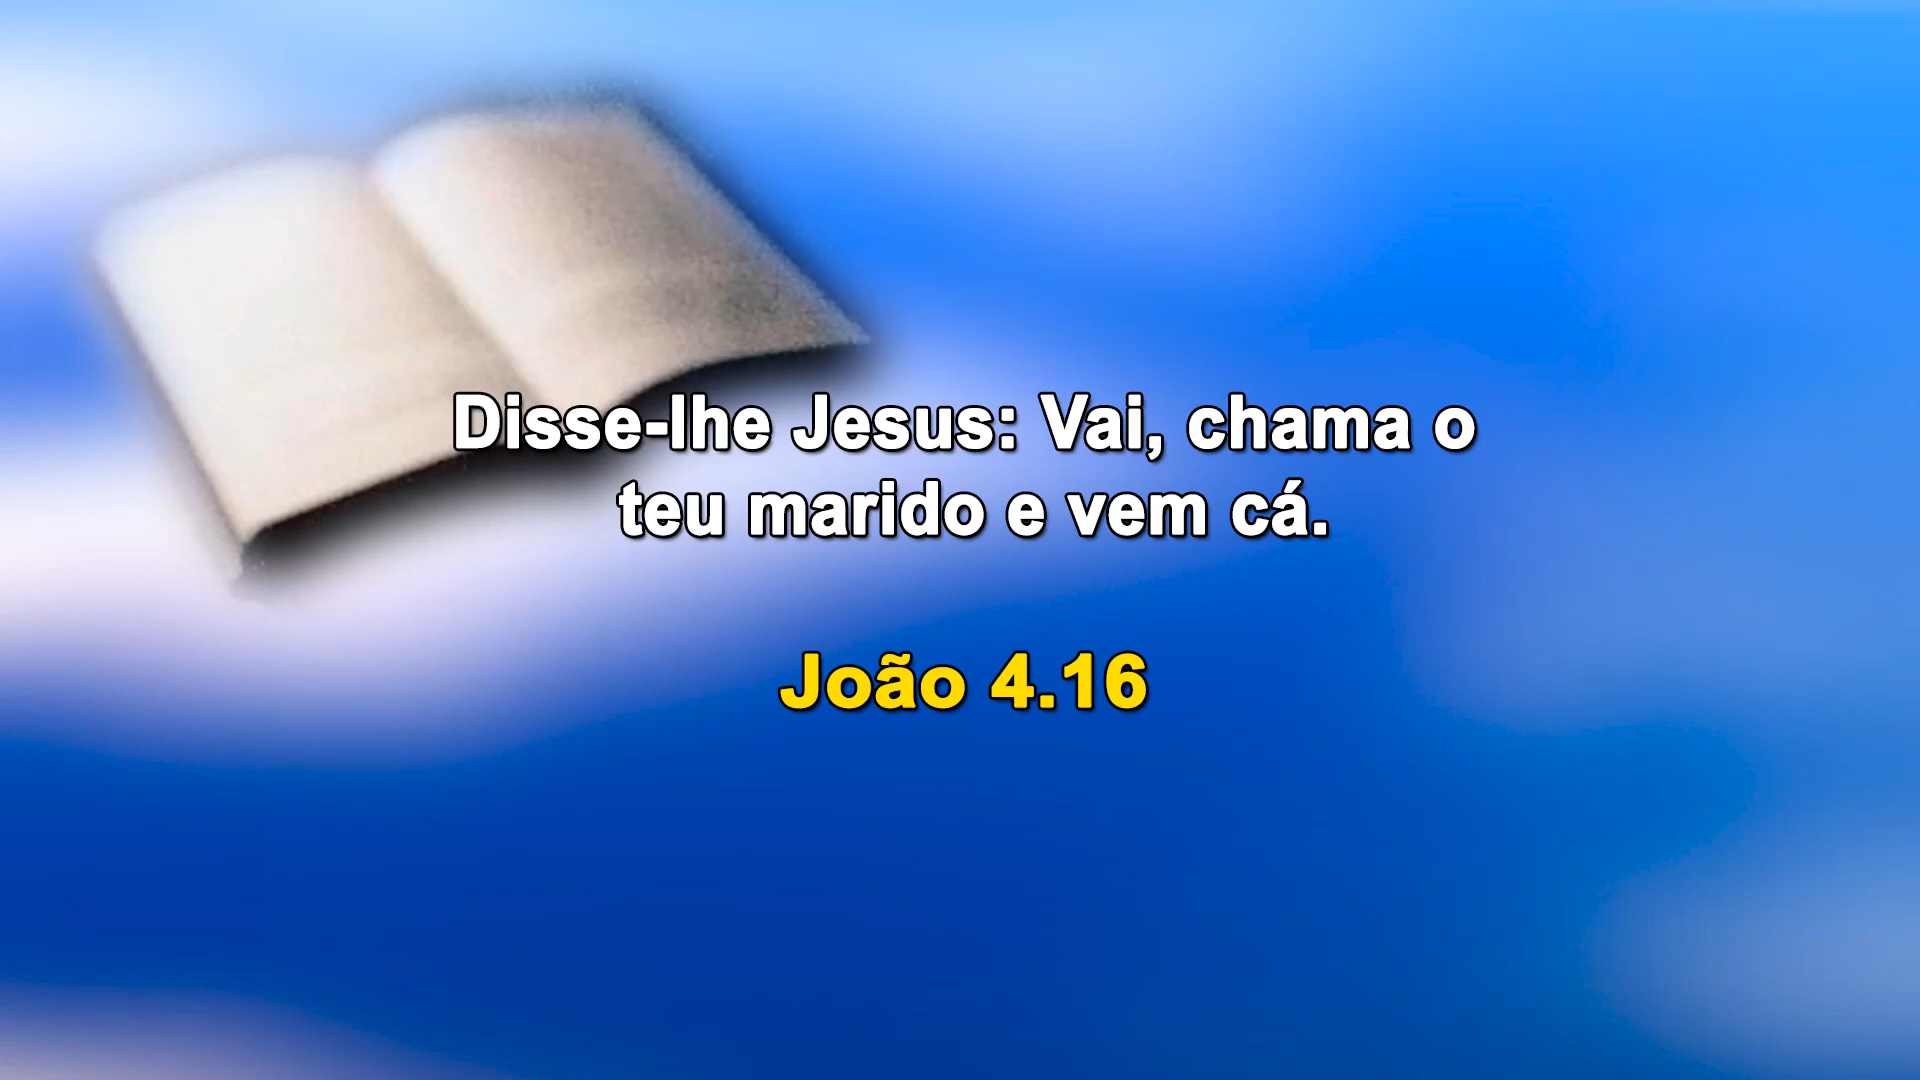 Disse-lhe Jesus: Vai, chama o
teu marido e vem cá.
João 4.16